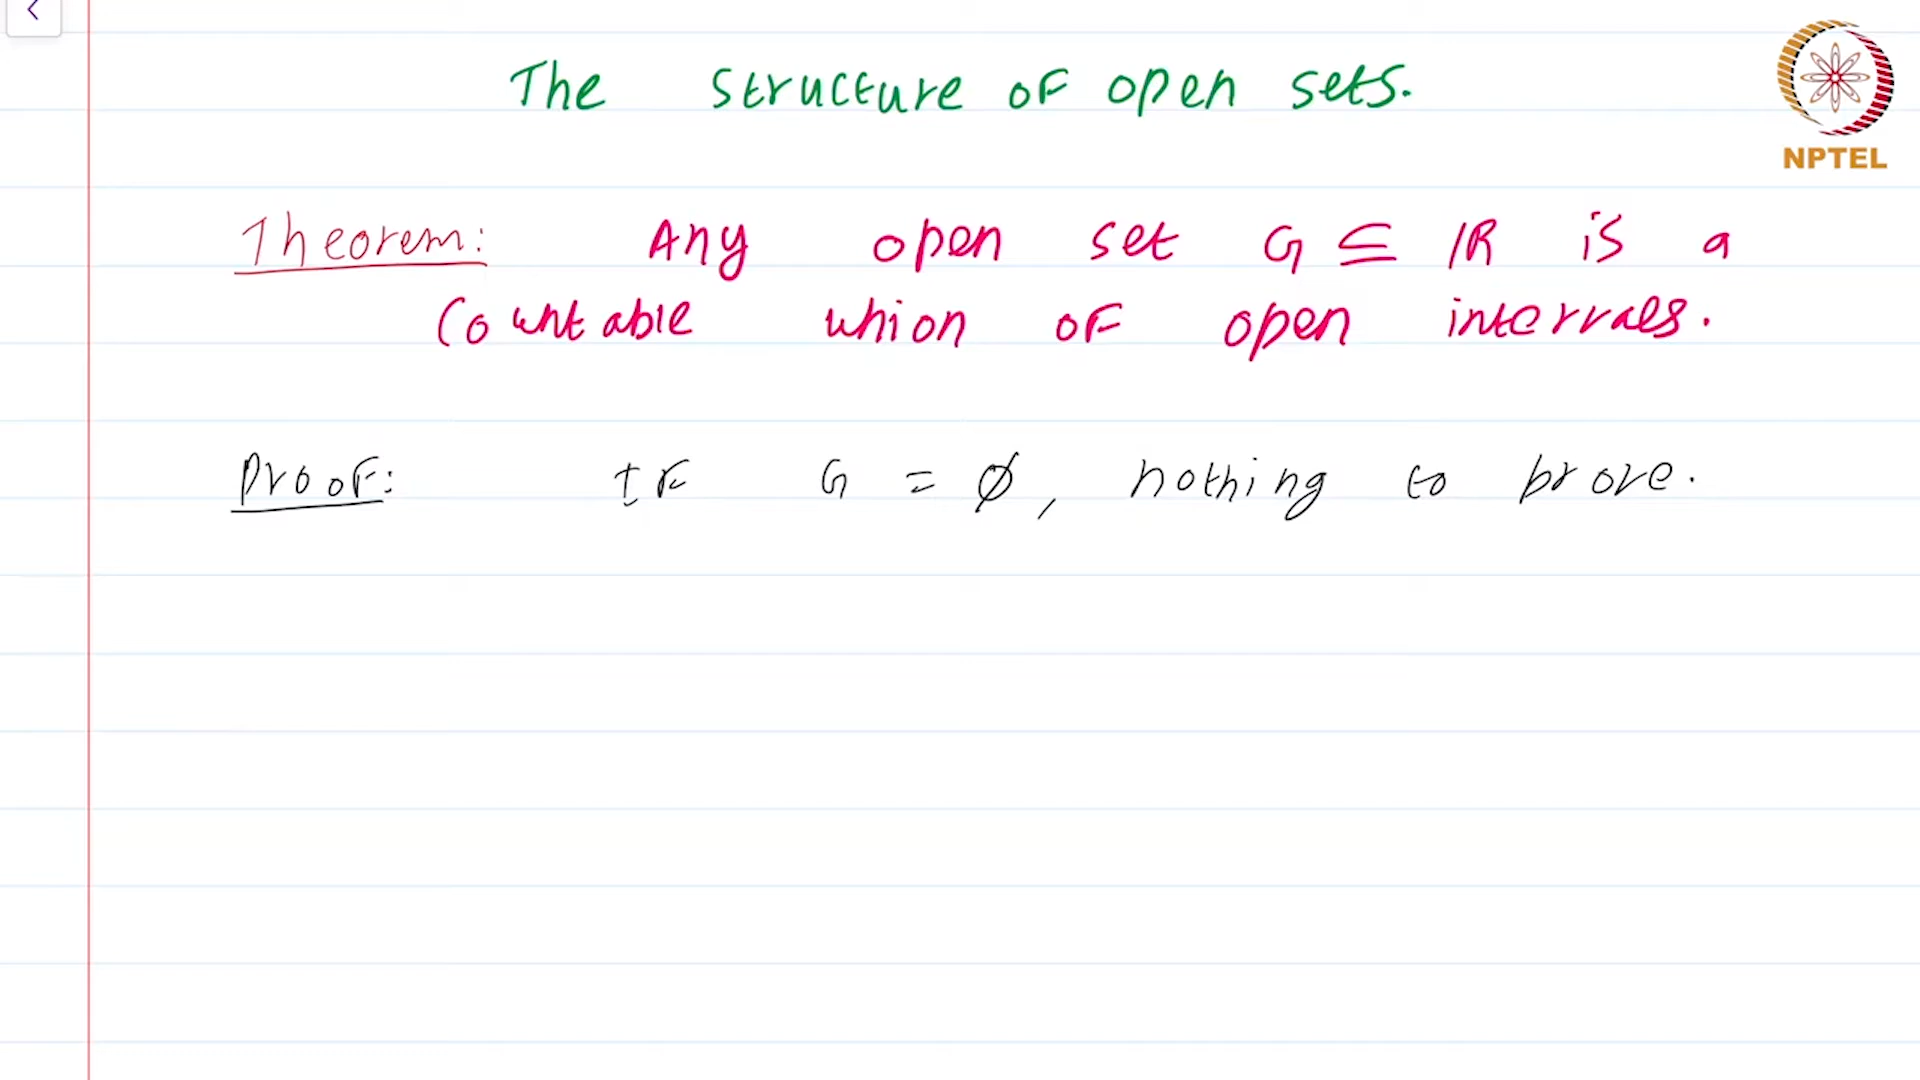 The structure of open sets.
NPTEL
Theorem: Any open set G ⊆ ℝ is a
countable union of open intervals.
Proof: If G = ∅, nothing to prove.